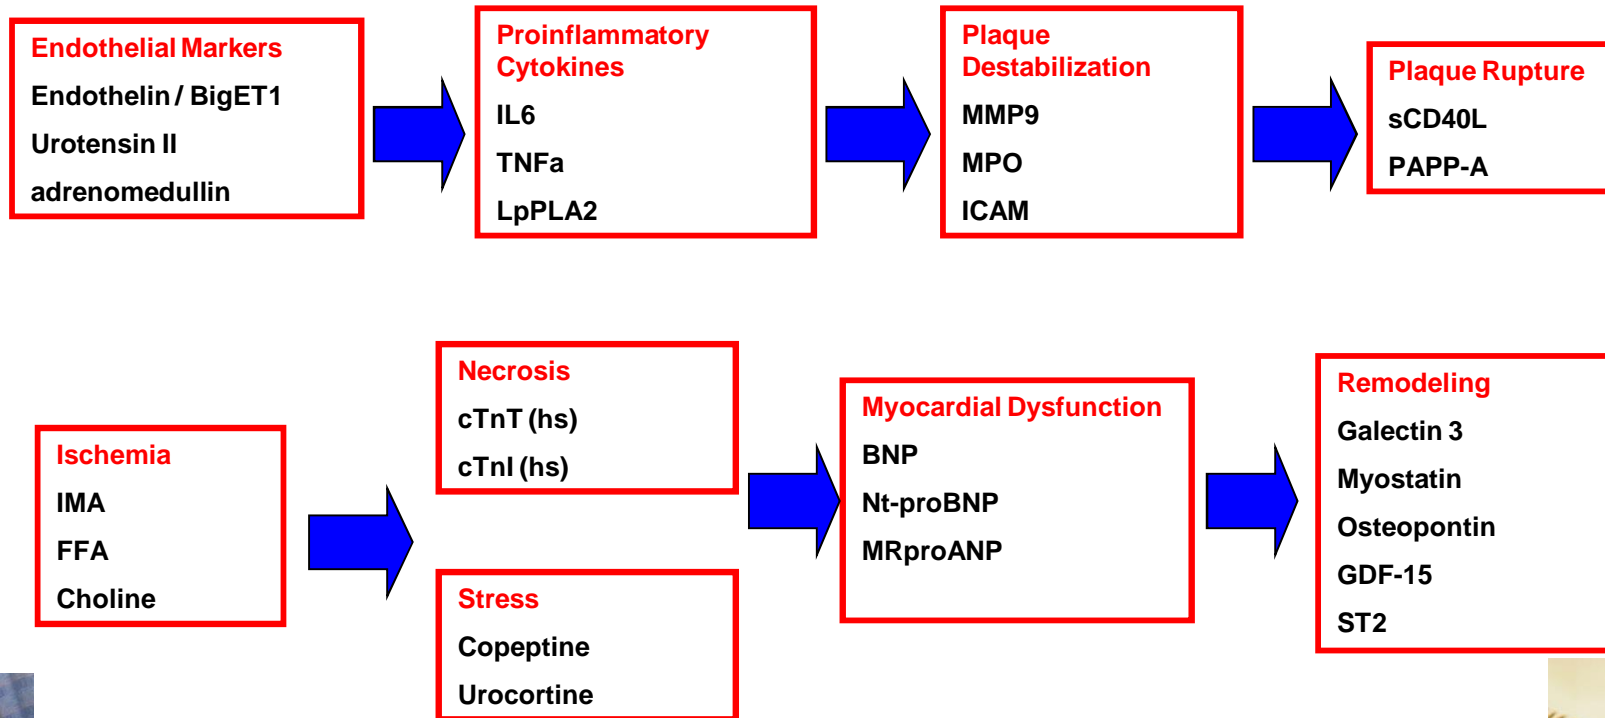 Endothelial Markers
Endothelin / BigET1
Urotensin II
adrenomedullin
Proinflammatory
Cytokines
IL6
TNFa
LpPLA2
Plaque
Destabilization
MMP9
MPO
ICAM
Plaque Rupture
sCD40L
PAPP-A
Ischemia
IMA
FFA
Choline
Necrosis
cTnT (hs)
cTnI (hs)
Stress
Copeptine
Urocortine
Myocardial Dysfunction
BNP
Nt-proBNP
MRproANP
Remodeling
Galectin 3
Myostatin
Osteopontin
GDF-15
ST2